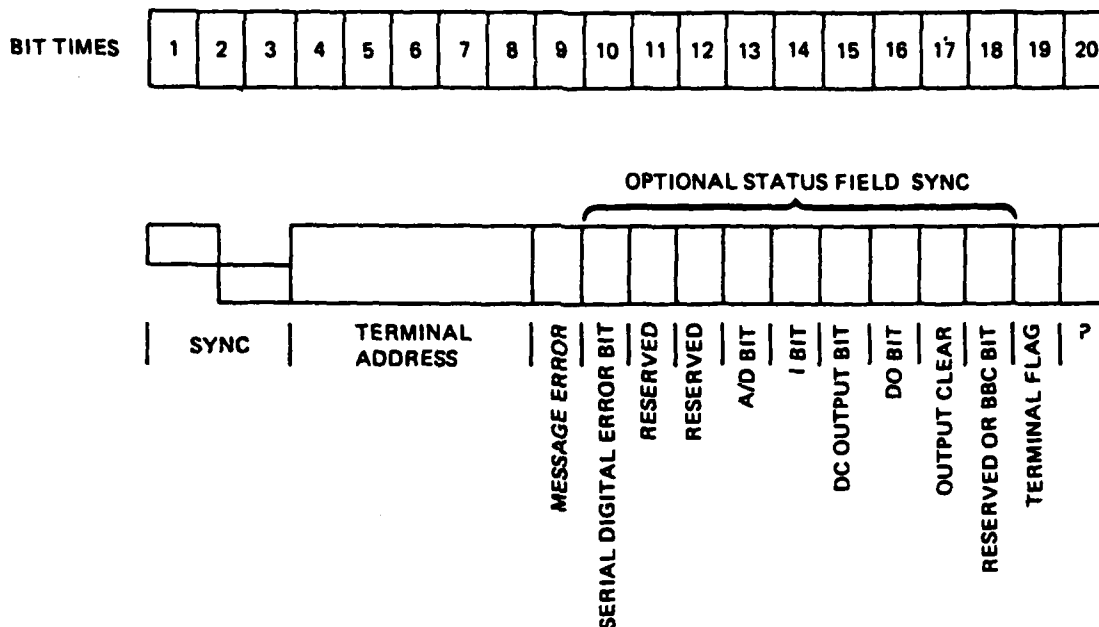 BIT TIMES 1 2 3 4 5 6 7 8 9 10 11 12 13 14 15 16 17 18 19 20
OPTIONAL STATUS FIELD SYNC
SYNC
TERMINAL
ADDRESS
MESSAGE ERROR
SERIAL DIGITAL ERROR BIT
RESERVED
RESERVED
A/D BIT
I BIT
DC OUTPUT BIT
DO BIT
OUTPUT CLEAR
RESERVED OR BBC BIT
TERMINAL FLAG